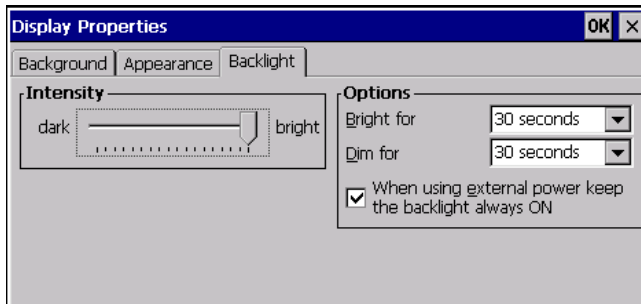 Display Properties OK ×
Background Appearance Backlight
Intensity
dark bright
Options
Bright for 30 seconds
Dim for 30 seconds
When using external power keep
the backlight always ON